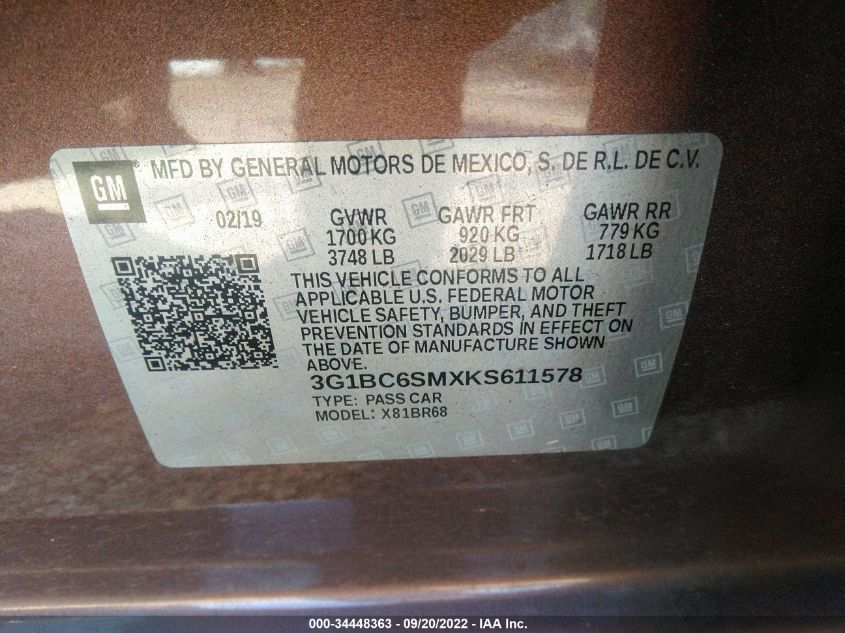 GM
MFD BY GENERAL MOTORS DE MEXICO, S. DE R.L. DE C.V.
02/19 GVWR GAWR FRT GAWR RR
1700 KG 920 KG 779 KG
3748 LB 2029 LB 1718 LB
THIS VEHICLE CONFORMS TO ALL
APPLICABLE U.S. FEDERAL MOTOR
VEHICLE SAFETY, BUMPER, AND THEFT
PREVENTION STANDARDS IN EFFECT ON
THE DATE OF MANUFACTURE SHOWN
ABOVE.
3G1BC6SMXKS611578
TYPE: PASS CAR
MODEL: X81BR68
000-34448363 - 09/20/2022 - IAA Inc.